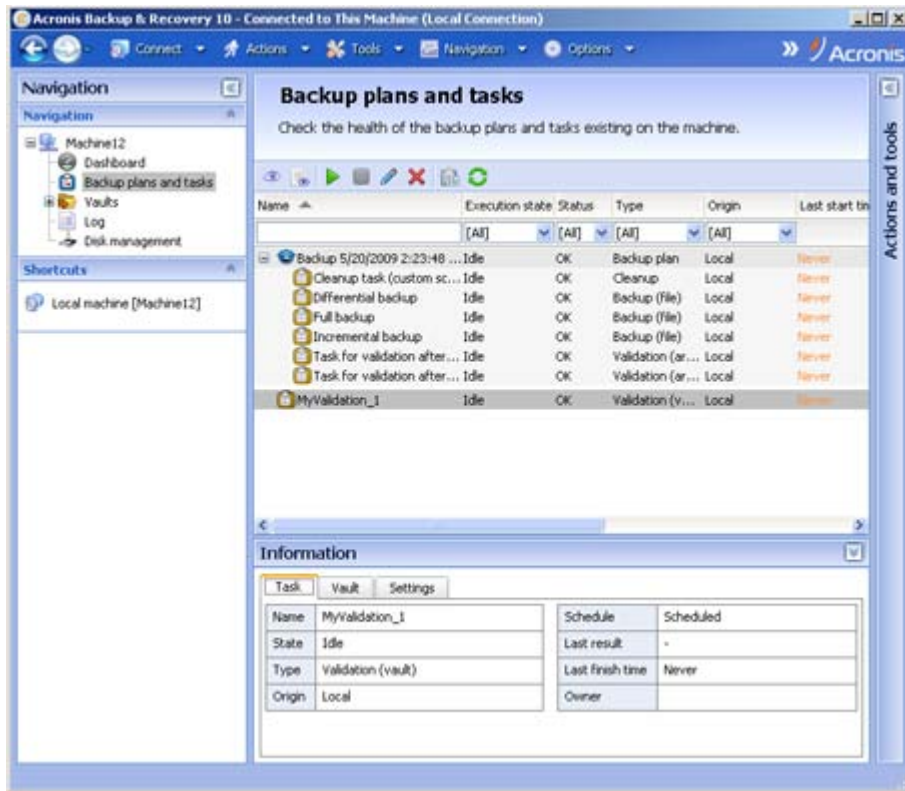 Acronis Backup & Recovery 10 - Connected to This Machine (Local Connection)
Connect Actions Tools Navigation Options » Acronis
Navigation
Navigation
Machine12
Dashboard
Backup plans and tasks
Vaults
Log
Disk management
Shortcuts
Local machine [Machine12]
Backup plans and tasks
Check the health of the backup plans and tasks existing on the machine.
Name Execution state Status Type Origin Last start tin
[All] [All] [All] [All]
Backup 5/20/2009 2:23:48 ... Idle OK Backup plan Local Never
Cleanup task (custom sc... Idle OK Cleanup Local Never
Differential backup Idle OK Backup (file) Local Never
Full backup Idle OK Backup (file) Local Never
Incremental backup Idle OK Backup (file) Local Never
Task for validation after... Idle OK Validation (ar... Local Never
Task for validation after... Idle OK Validation (ar... Local Never
MyValidation_1 Idle OK Validation (v... Local Never
Actions and tools
Information
Task Vault Settings
Name MyValidation_1 Schedule Scheduled
State Idle Last result -
Type Validation (vault) Last finish time Never
Origin Local Owner